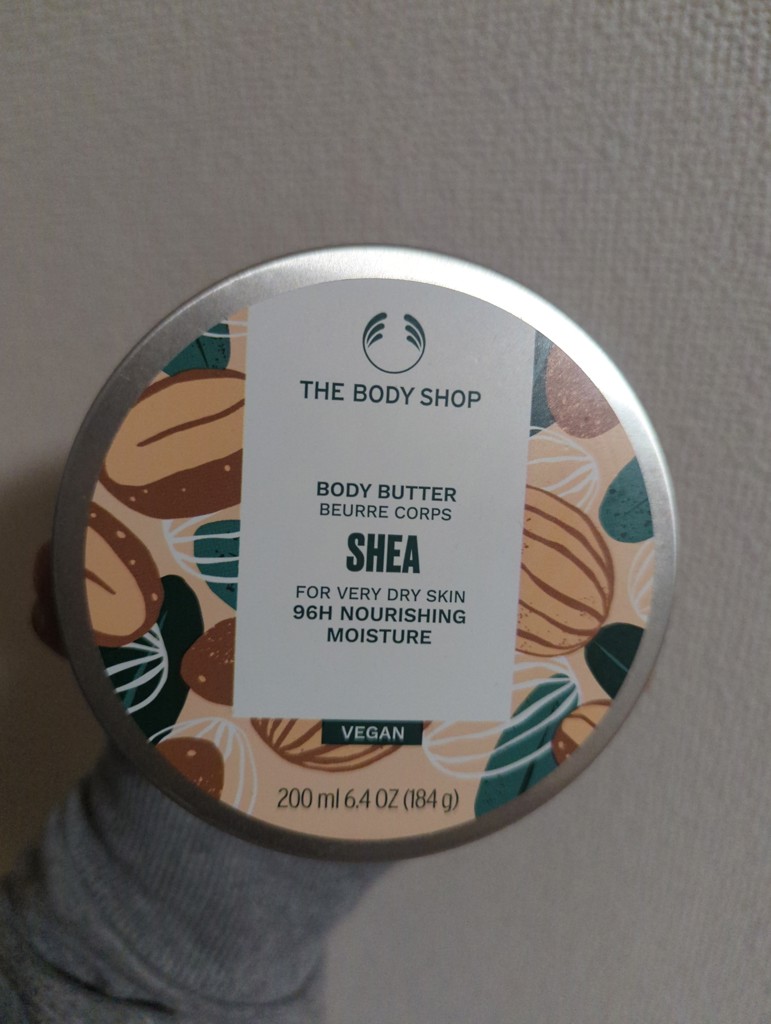 THE BODY SHOP
BODY BUTTER
BEURRE CORPS
SHEA
FOR VERY DRY SKIN
96H NOURISHING
MOISTURE
VEGAN
200 ml 6.4 OZ (184 g)